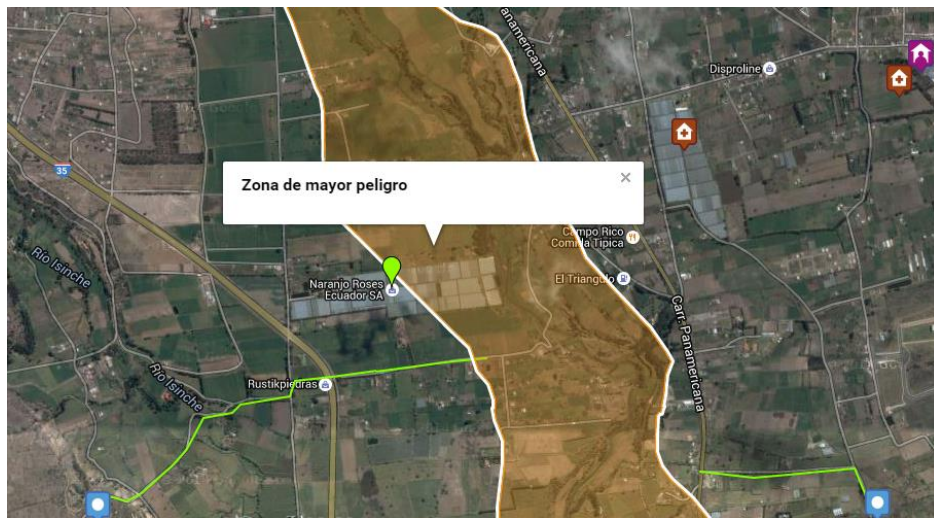 Panamericana
Disproline
35
Zona de mayor peligro
×
Río Isinche
Campo Rico
Comida Tipica
Naranjo Roses
Ecuador SA
El Triangulo
Carr. Panamericana
Río Isinche
Rustikpiedras